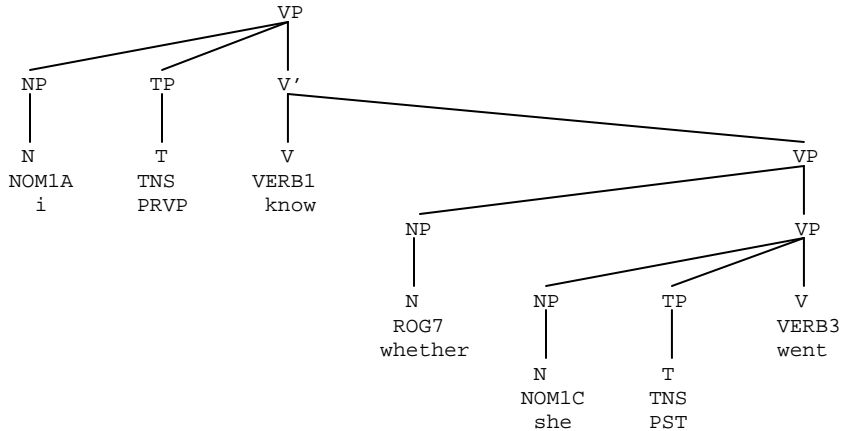 VP
NP TP V’
N T V VP
NOM1A TNS VERB1
i PRVP know
NP VP
N NP TP V
ROG7 VERB3
whether went
N T
NOM1C TNS
she PST